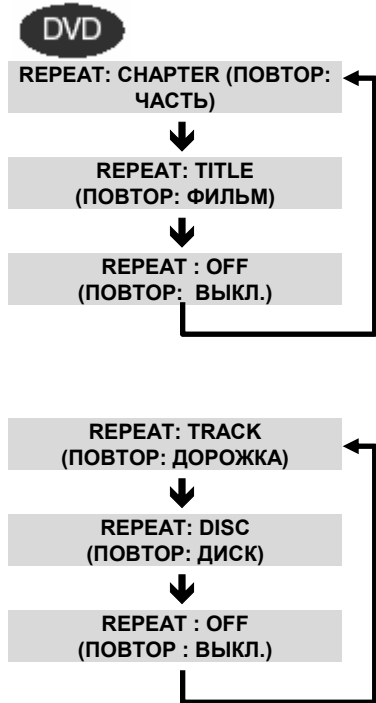 DVD
REPEAT: CHAPTER (ПОВТОР:
ЧАСТЬ)
REPEAT: TITLE
(ПОВТОР: ФИЛЬМ)
REPEAT : OFF
(ПОВТОР: ВЫКЛ.)
REPEAT: TRACK
(ПОВТОР: ДОРОЖКА)
REPEAT: DISC
(ПОВТОР: ДИСК)
REPEAT : OFF
(ПОВТОР : ВЫКЛ.)